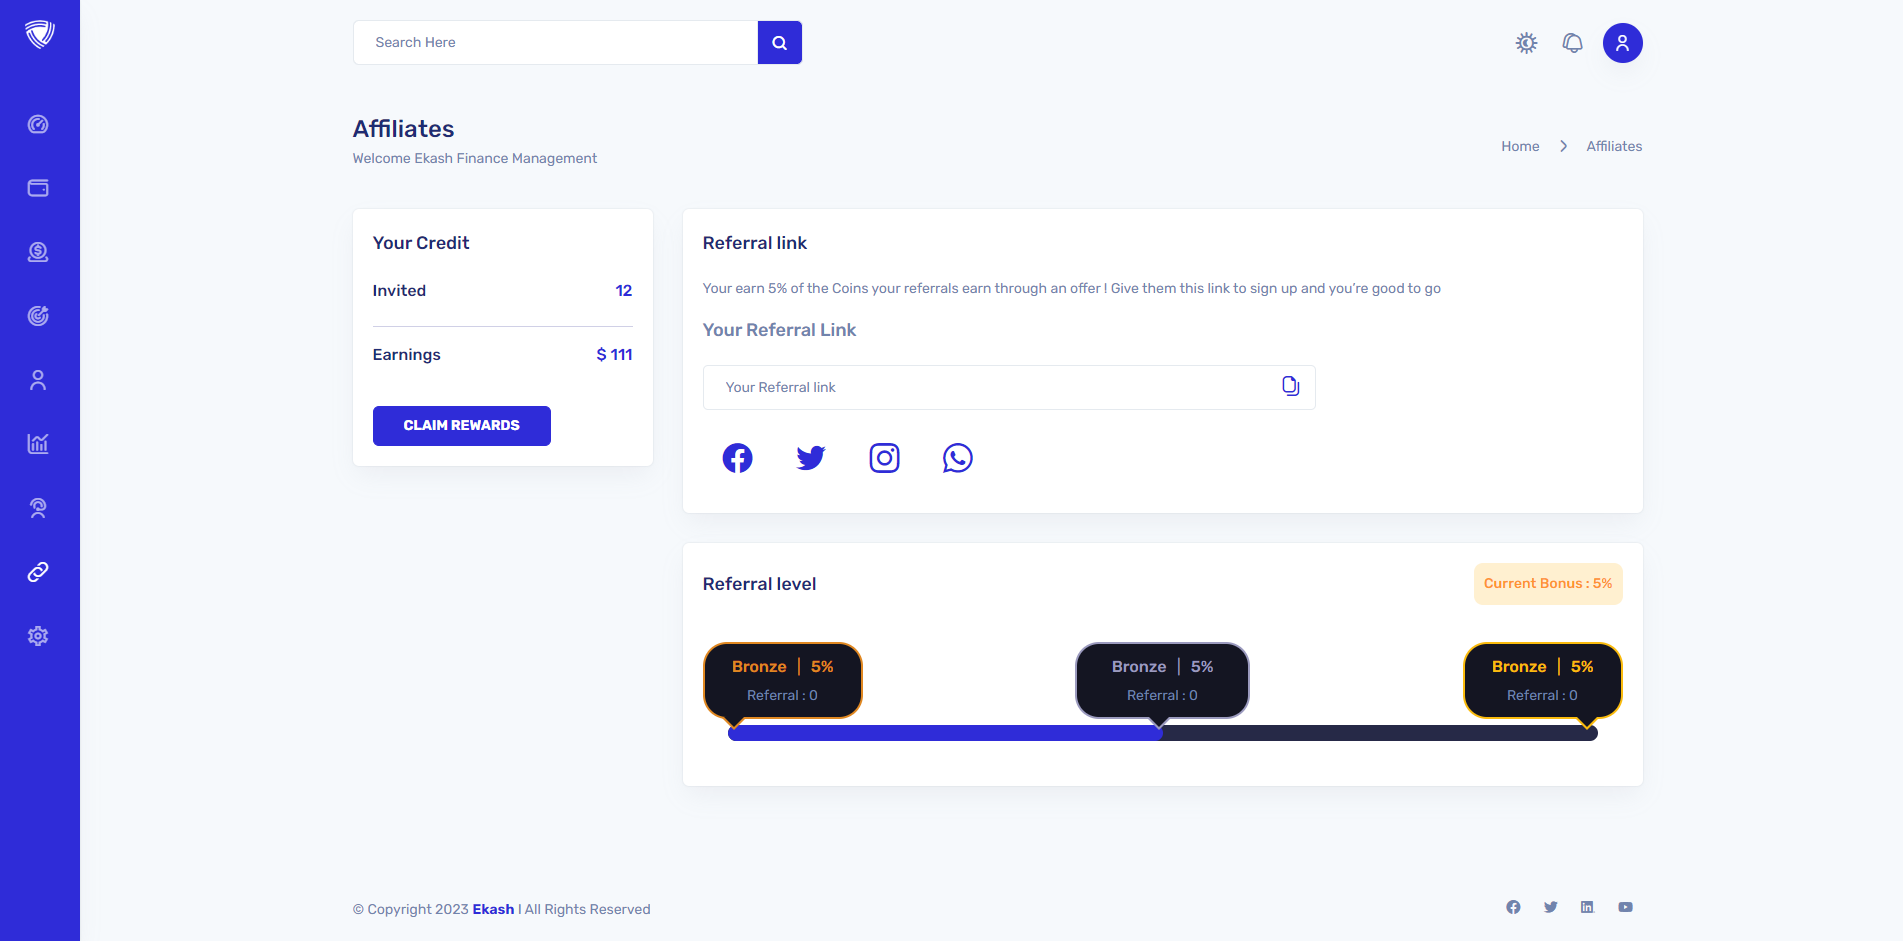 Search Here
Affiliates
Welcome Ekash Finance Management
Home
Affiliates
Your Credit
Invited 12
Earnings $ 111
CLAIM REWARDS
Referral link
Your earn 5% of the Coins your referrals earn through an offer ! Give them this link to sign up and you’re good to go
Your Referral Link
Your Referral link
Referral level
Current Bonus : 5%
Bronze | 5%
Referral : 0
Bronze | 5%
Referral : 0
Bronze | 5%
Referral : 0
© Copyright 2023 Ekash I All Rights Reserved